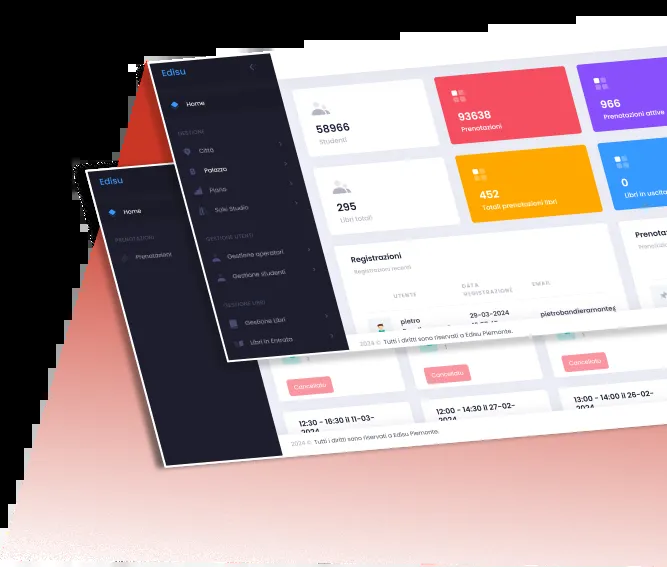 Edisu
Home
GESTIONE
Città
Palazzo
Piano
Sale Studio
GESTIONE UTENTI
Gestione operatori
Gestione studenti
GESTIONE LIBRI
Gestione Libri
Libri in Entrata
58966
Studenti
93638
Prenotazioni
966
Prenotazioni attive
295
Libri totali
452
Totali prenotazioni libri
0
Libri in uscita
Registrazioni
Registrazioni recenti
UTENTE
DATA REGISTRAZIONE
EMAIL
pietro
29-03-2024
pietrobandieramonte
2024 © Tutti i diritti sono riservati a Edisu Piemonte.
Edisu
Home
PRENOTAZIONI
Prenotazioni
Cancellato
Cancellato
Cancellato
12:30 - 16:30 il 11-03-
2024
12:00 - 14:30 il 27-02-
2024
13:00 - 14:00 il 26-02-
2024
2024 © Tutti i diritti sono riservati a Edisu Piemonte.